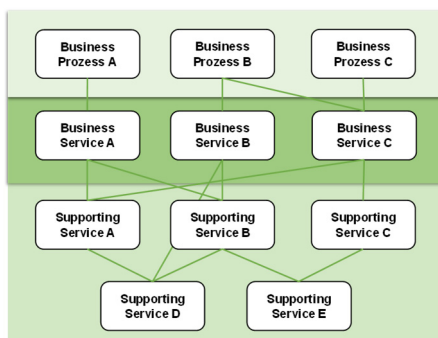 Business
Prozess A
Business
Prozess B
Business
Prozess C
Business
Service A
Business
Service B
Business
Service C
Supporting
Service A
Supporting
Service B
Supporting
Service C
Supporting
Service D
Supporting
Service E